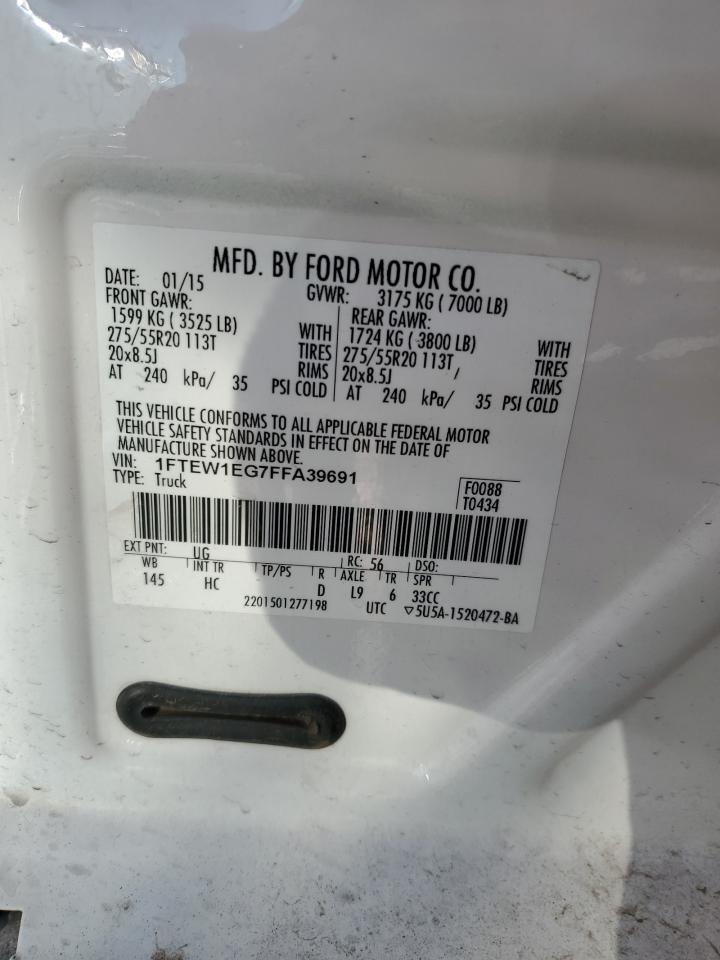 MFD. BY FORD MOTOR CO.
DATE: 01/15 GVWR: 3175 KG ( 7000 LB)
FRONT GAWR: REAR GAWR:
1599 KG ( 3525 LB) WITH 1724 KG ( 3800 LB) WITH
275/55R20 113T TIRES 275/55R20 113T, TIRES
20x8.5J RIMS 20x8.5J RIMS
AT 240 kPa/ 35 PSI COLD AT 240 kPa/ 35 PSI COLD
THIS VEHICLE CONFORMS TO ALL APPLICABLE FEDERAL MOTOR
VEHICLE SAFETY STANDARDS IN EFFECT ON THE DATE OF
MANUFACTURE SHOWN ABOVE.
VIN: 1FTEW1EG7FFA39691
TYPE: Truck
F0088
T0434
EXT PNT: UG RC: 56 DSO:
WB INT TR TP/PS R AXLE TR SPR
145 HC D L9 6 33CC
2201501277198 UTC ▽5U5A-1520472-BA